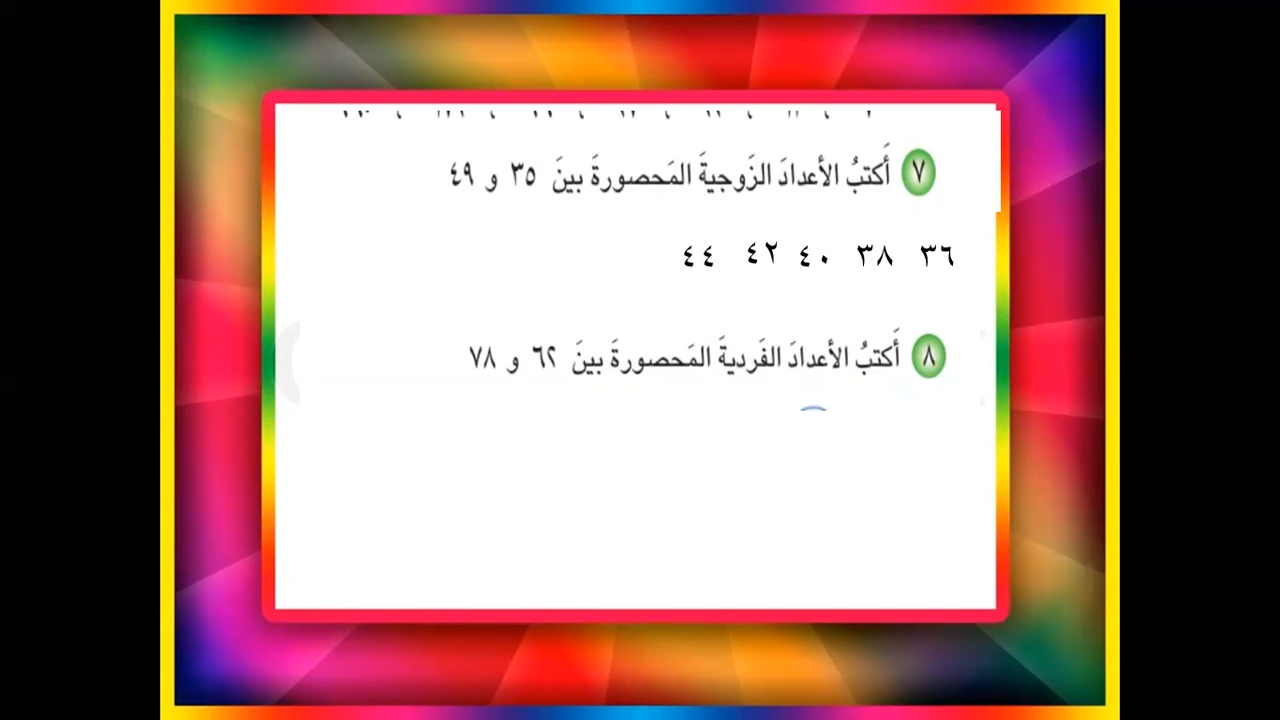 ٧ أَكتبُ الأعدادَ الزَوجيةَ المَحصورةَ بينَ ٣٥ و ٤٩
٣٦ ٣٨ ٤٠ ٤٢ ٤٤
٨ أَكتبُ الأعدادَ الفَرديةَ المَحصورةَ بينَ ٦٢ و ٧٨